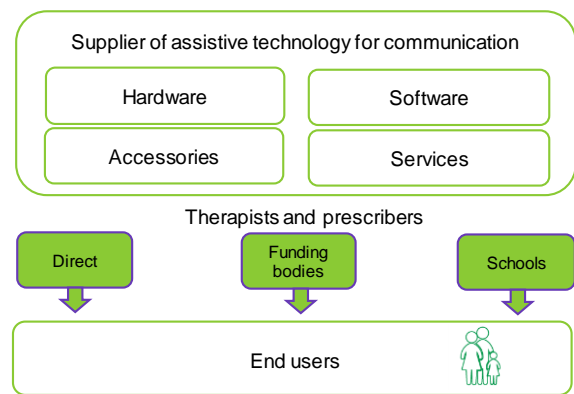 Supplier of assistive technology for communication
Hardware
Software
Accessories
Services
Therapists and prescribers
Direct
Funding
bodies
Schools
End users